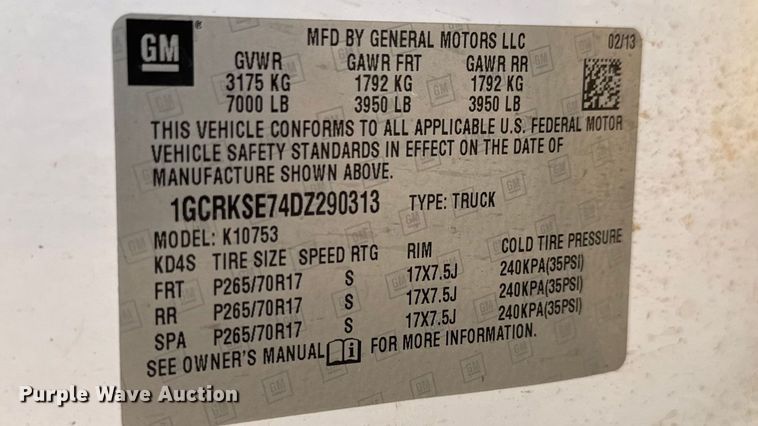 GM
MFD BY GENERAL MOTORS LLC 02/13
GVWR GAWR FRT GAWR RR
3175 KG 1792 KG 1792 KG
7000 LB 3950 LB 3950 LB
THIS VEHICLE CONFORMS TO ALL APPLICABLE U.S. FEDERAL MOTOR
VEHICLE SAFETY STANDARDS IN EFFECT ON THE DATE OF
MANUFACTURE SHOWN ABOVE.
1GCRKSE74DZ290313 TYPE: TRUCK
MODEL: K10753
KD4S TIRE SIZE SPEED RTG RIM COLD TIRE PRESSURE
FRT P265/70R17 S 17X7.5J 240KPA(35PSI)
RR P265/70R17 S 17X7.5J 240KPA(35PSI)
SPA P265/70R17 S 17X7.5J 240KPA(35PSI)
SEE OWNER'S MANUAL i FOR MORE INFORMATION.
Purple Wave Auction